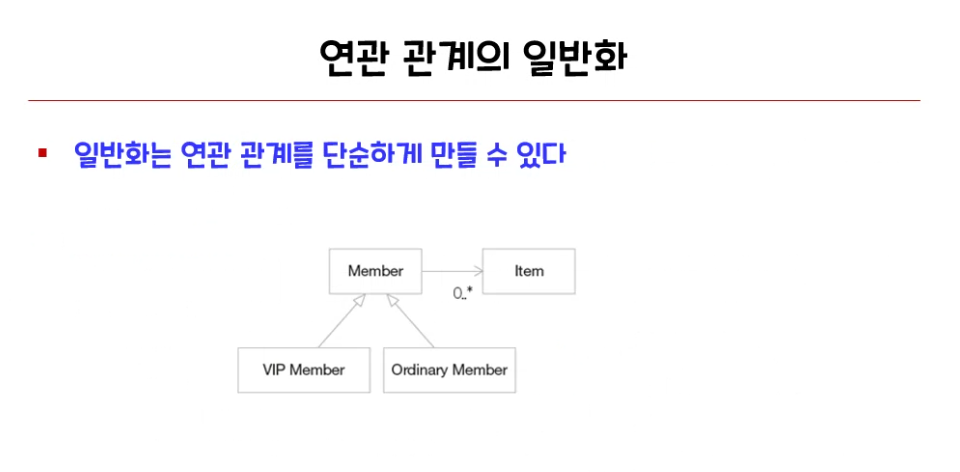 연관 관계의 일반화
▪ 일반화는 연관 관계를 단순하게 만들 수 있다
Member
Item
0..*
VIP Member
Ordinary Member